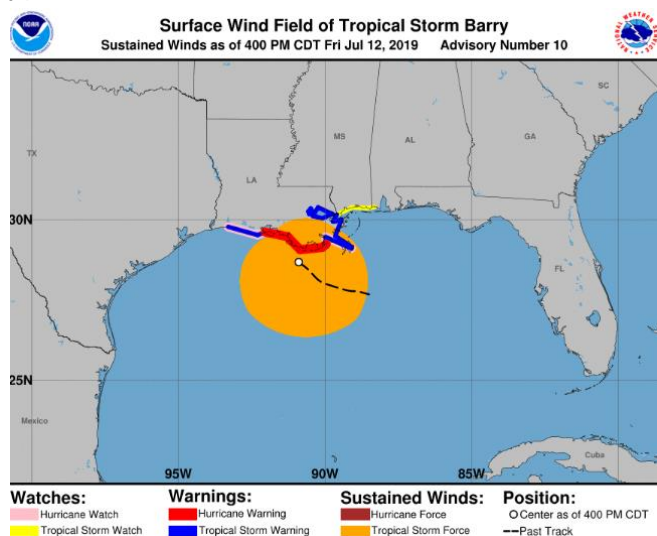 Surface Wind Field of Tropical Storm Barry
Sustained Winds as of 400 PM CDT Fri Jul 12, 2019 Advisory Number 10
NOAA
SC
MS
AL
GA
TX
LA
30N
FL
25N
Mexico
Cuba
95W 90W 85W
Watches: Warnings: Sustained Winds: Position:
Hurricane Watch Hurricane Warning Hurricane Force Center as of 400 PM CDT
Tropical Storm Watch Tropical Storm Warning Tropical Storm Force Past Track